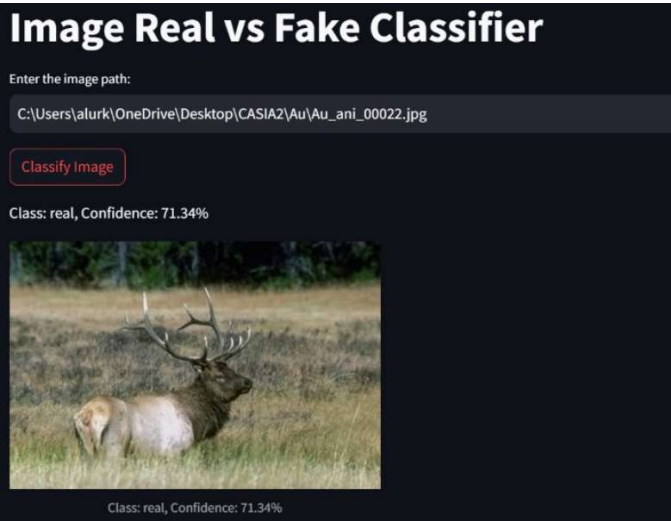 Image Real vs Fake Classifier
Enter the image path:
C:\Users\alurk\OneDrive\Desktop\CASIA2\Au\Au_ani_00022.jpg
Classify Image
Class: real, Confidence: 71.34%
Class: real, Confidence: 71.34%